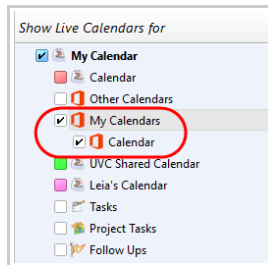 Show Live Calendars for
My Calendar
Calendar
Other Calendars
My Calendars
Calendar
UVC Shared Calendar
Leia's Calendar
Tasks
Project Tasks
Follow Ups